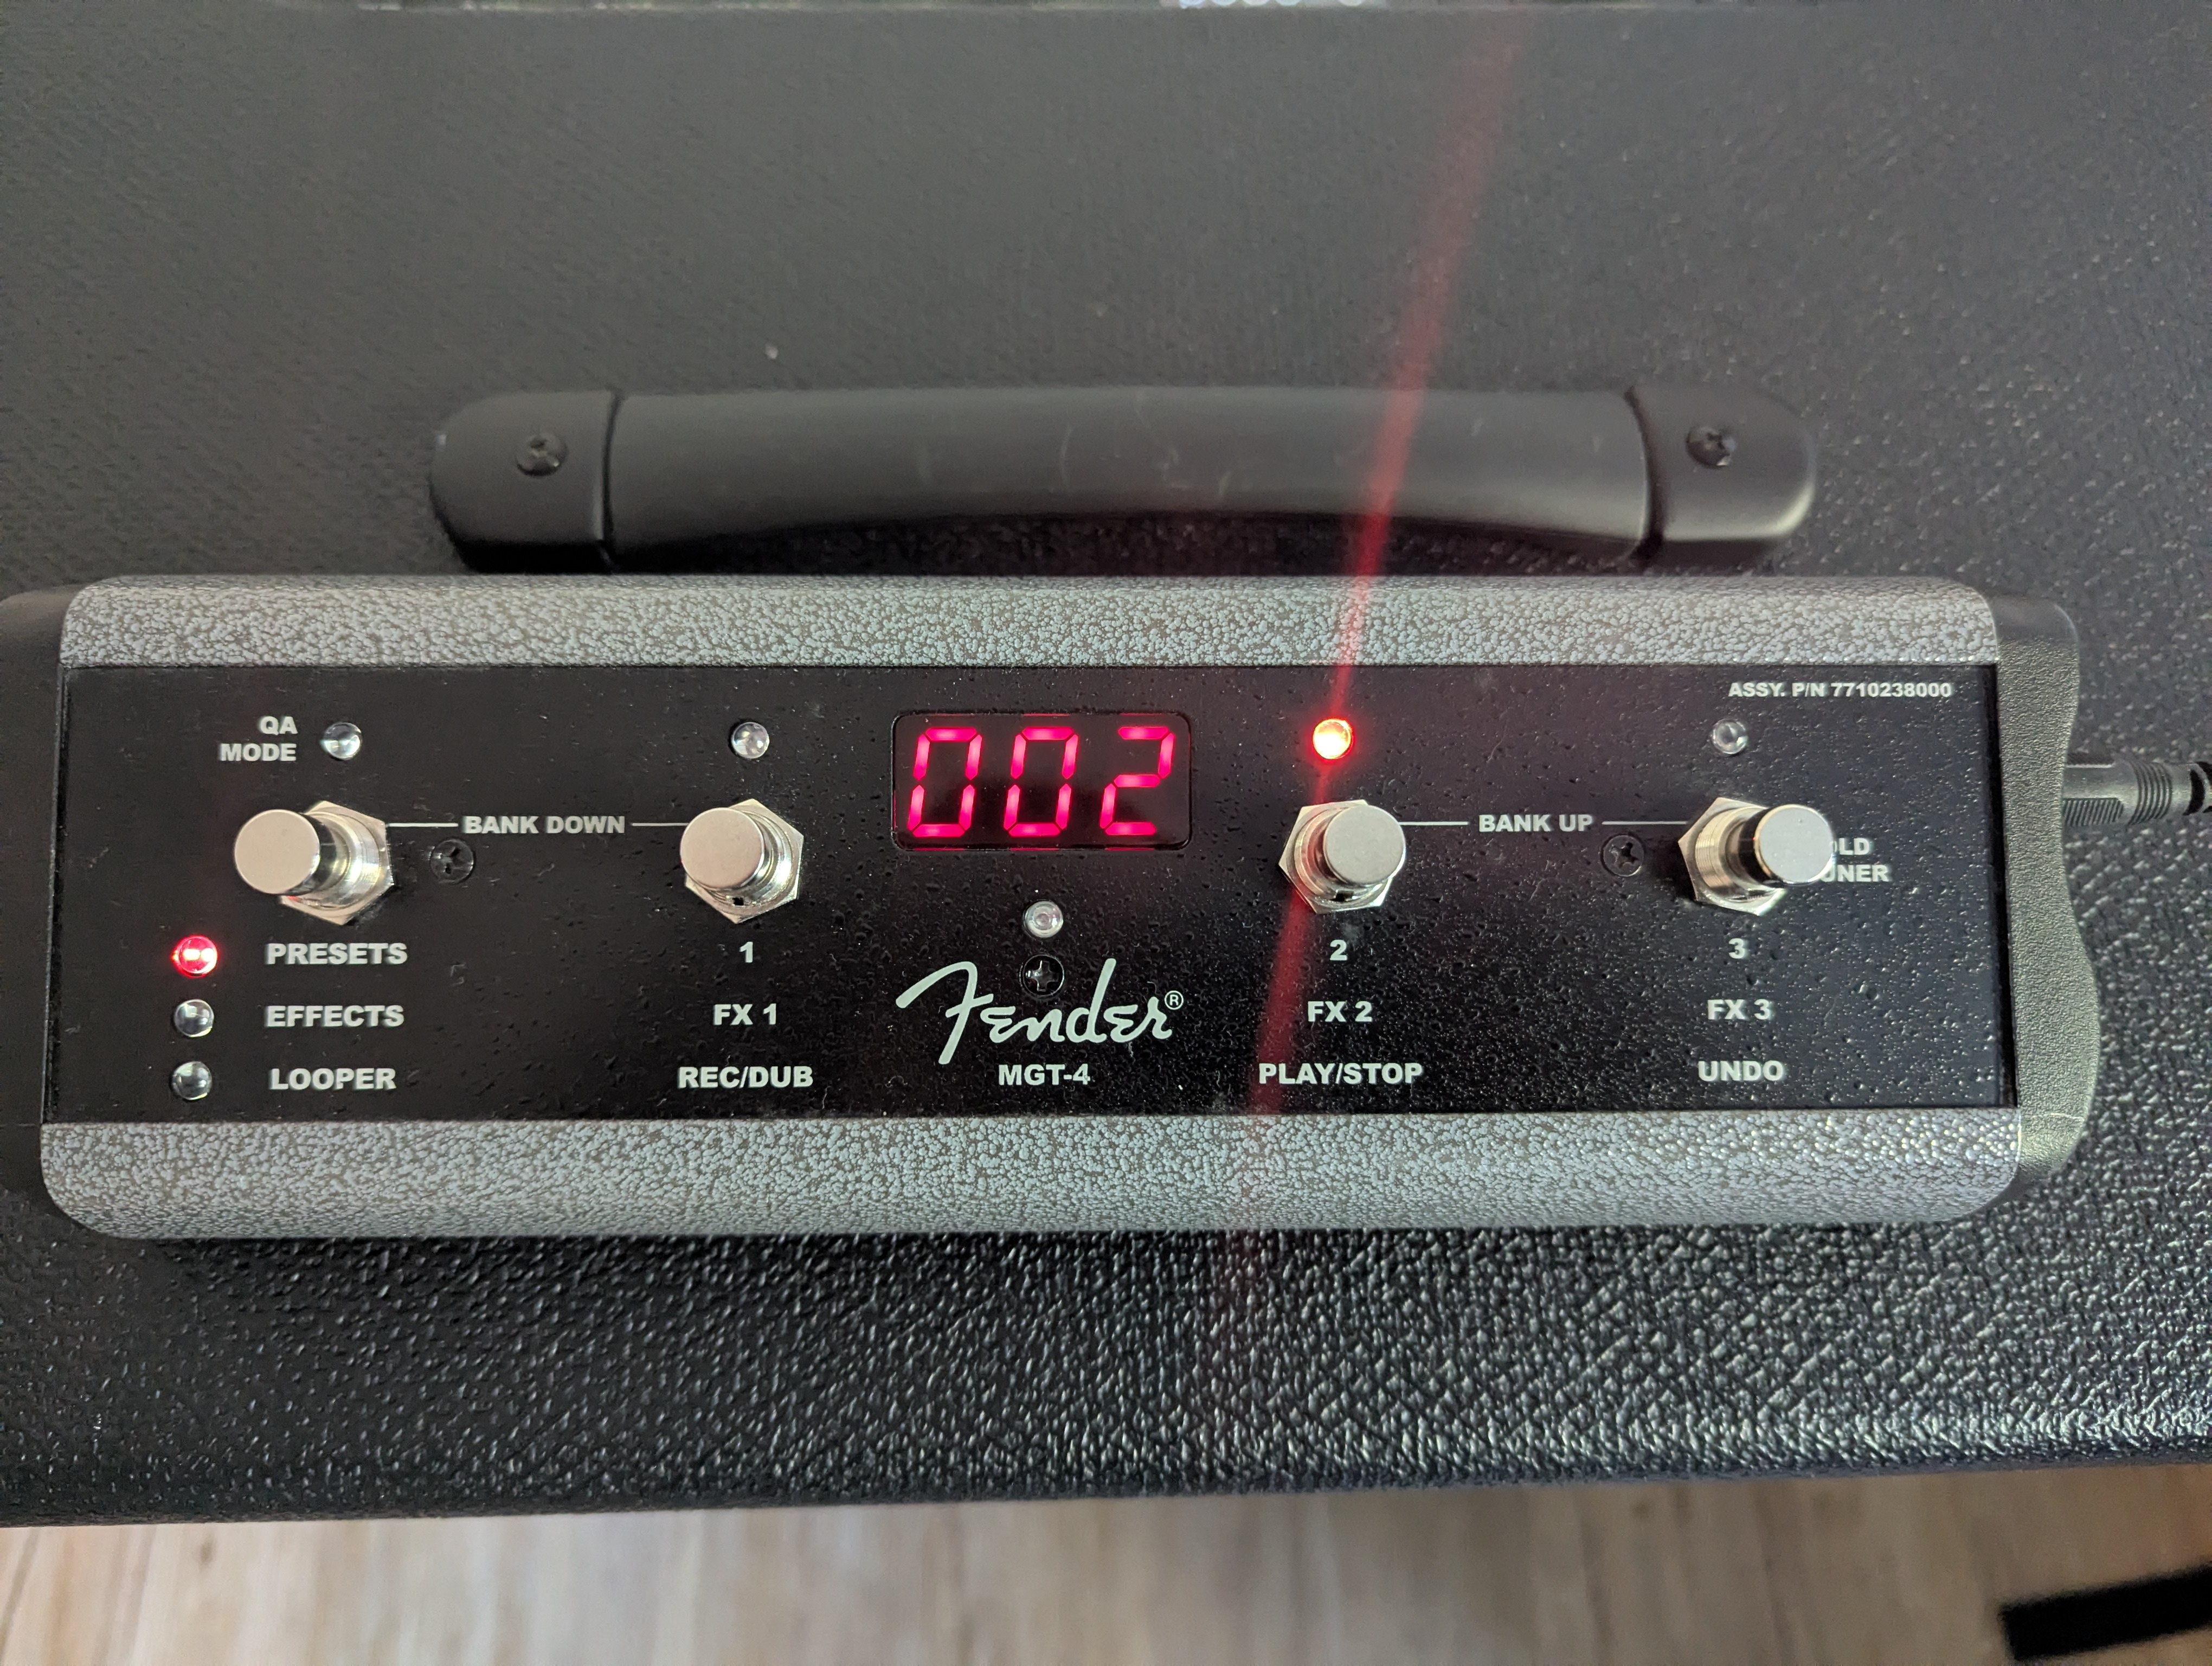 ASSY. P/N 7710238000
QA
MODE
002
BANK DOWN
BANK UP
PRESETS
1
2
3
EFFECTS
FX 1
Fender®
FX 2
FX 3
LOOPER
REC/DUB
MGT-4
PLAY/STOP
UNDO